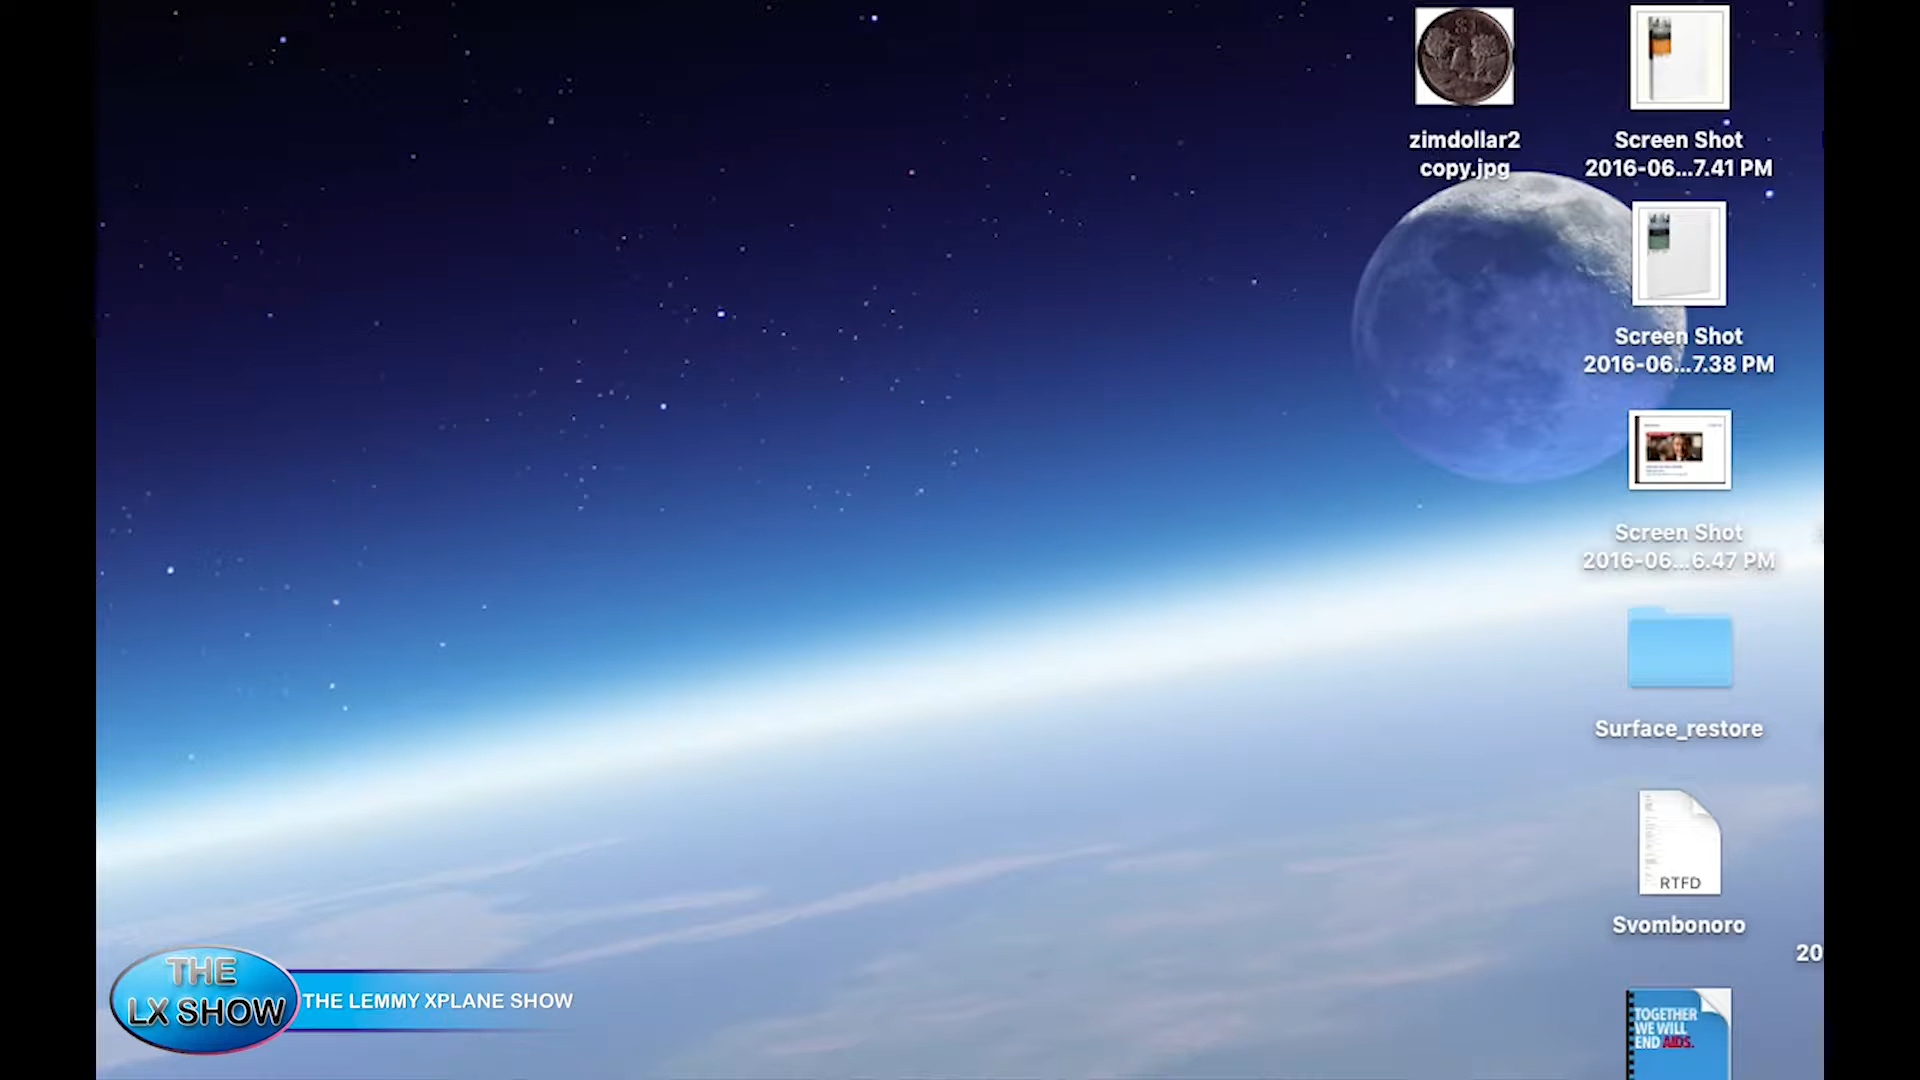 zimdollar2
copy.jpg
Screen Shot
2016-06...7.41 PM
Screen Shot
2016-06...7.38 PM
Screen Shot
2016-06...6.47 PM
Surface_restore
RTFD
Svombonoro
20
TOGETHER
WE WILL
END AIDS.
THE
LX SHOW
THE LEMMY XPLANE SHOW